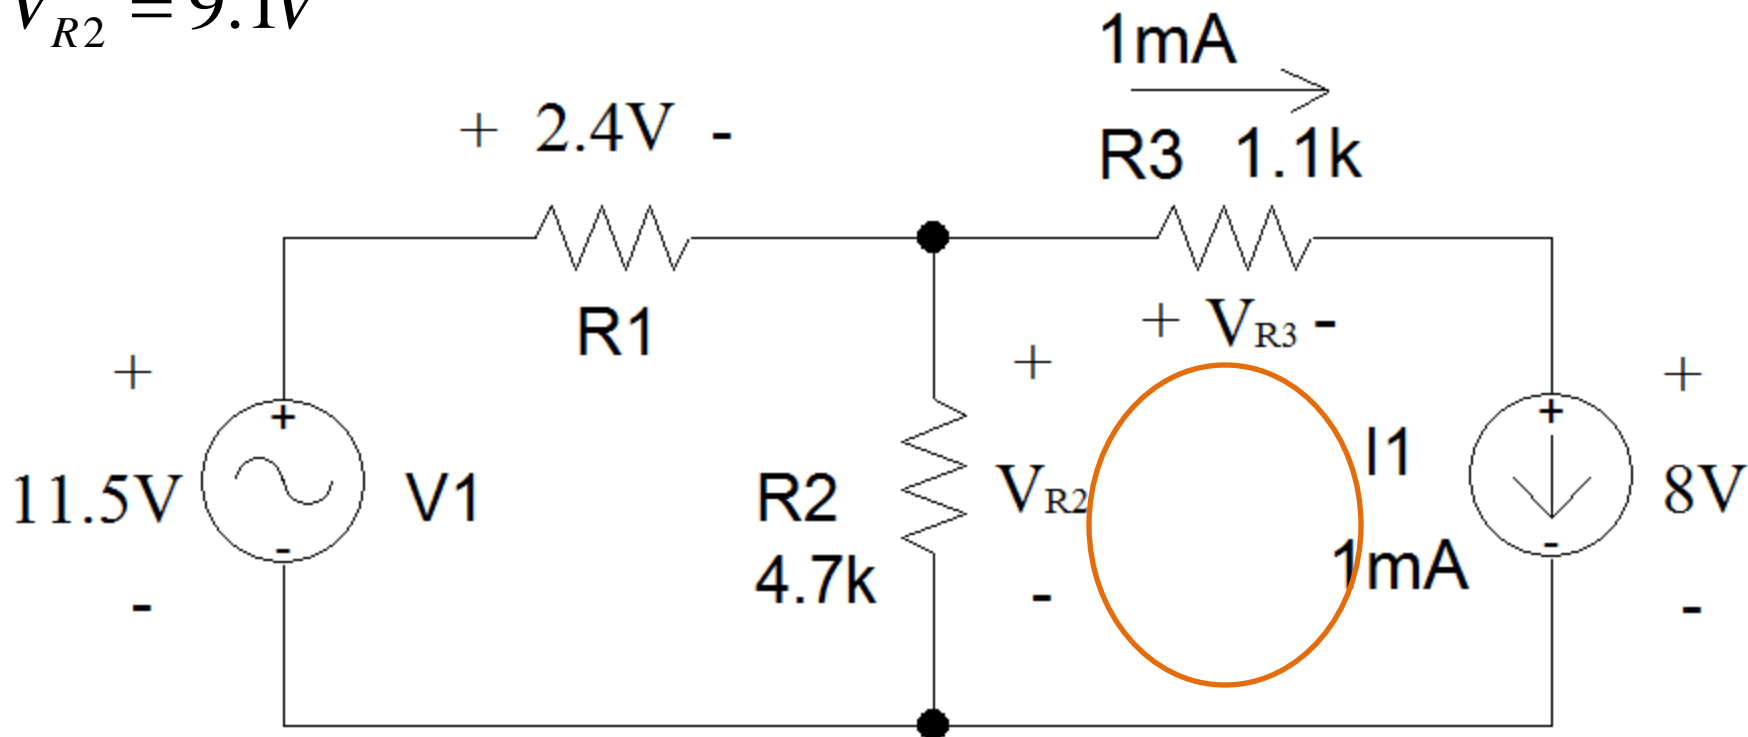 V_R2 = 9.1V
1mA
+ 2.4V -
R3 1.1k
R1
+ V_R3 -
+
+
+
+
+
I1
11.5V
V1
R2
V_R2
8V
-
-
4.7k
1mA
-
-
-